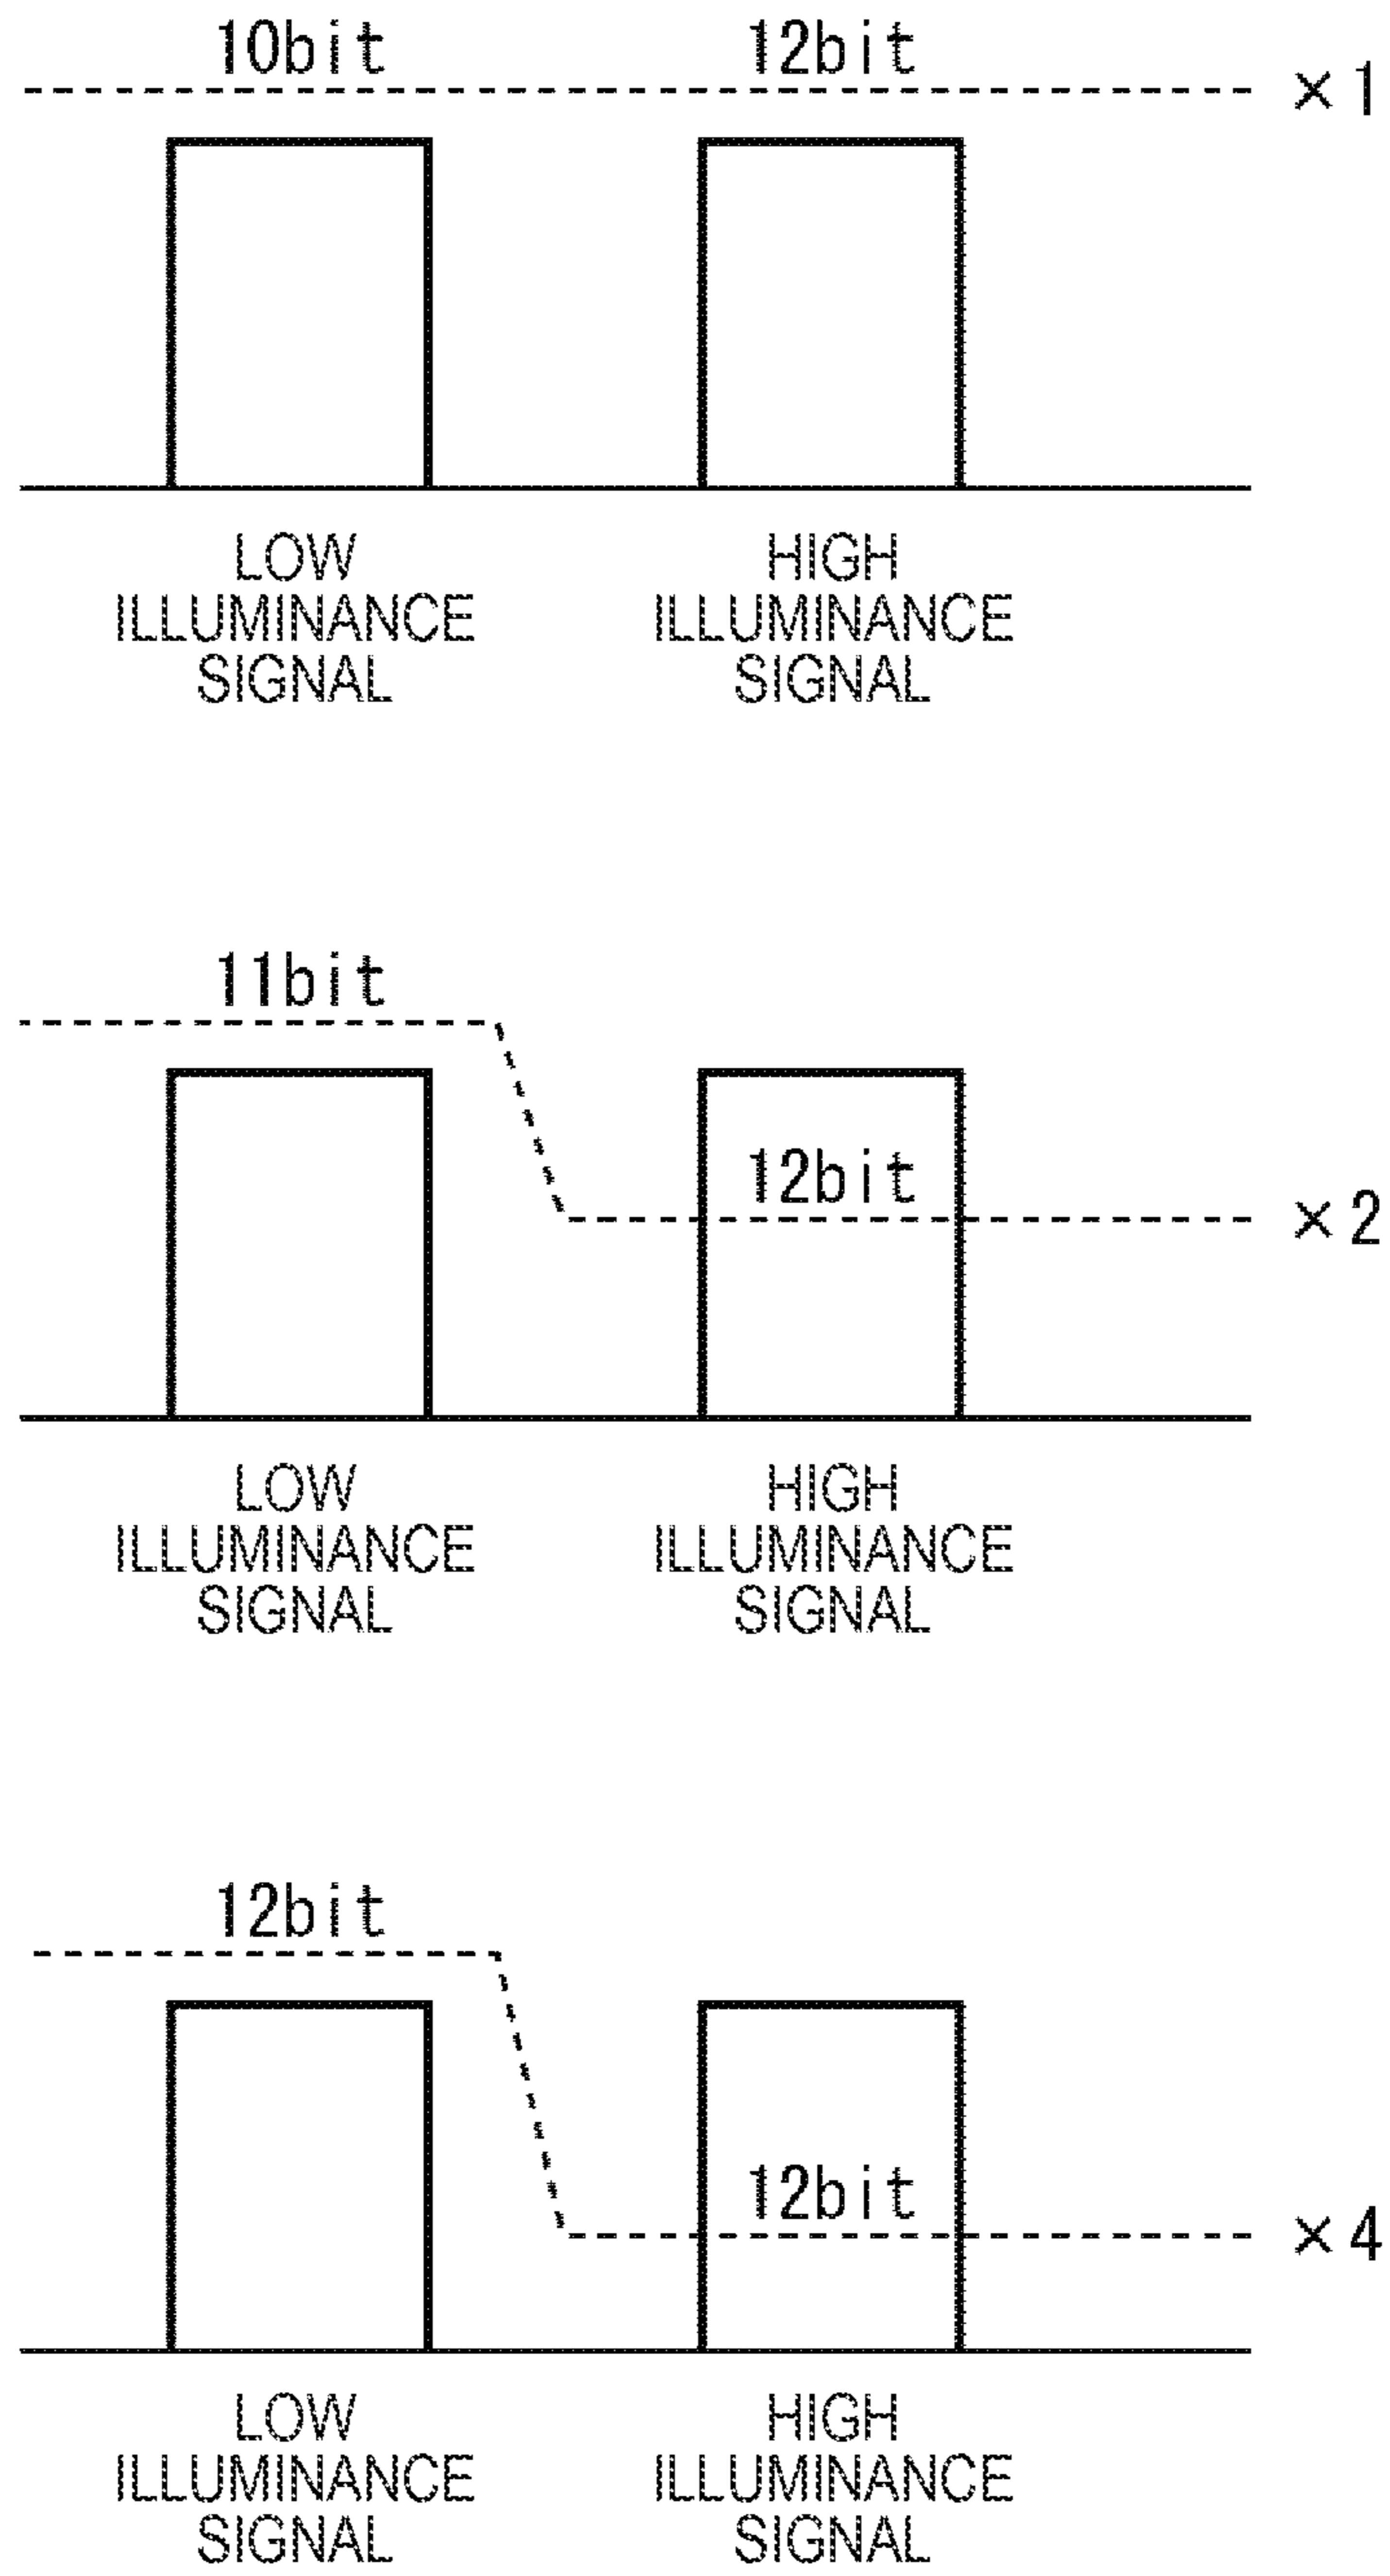 10bit 12bit
×1
LOW ILLUMINANCE SIGNAL
HIGH ILLUMINANCE SIGNAL
11bit
12bit
×2
LOW ILLUMINANCE SIGNAL
HIGH ILLUMINANCE SIGNAL
12bit
12bit
×4
LOW ILLUMINANCE SIGNAL
HIGH ILLUMINANCE SIGNAL